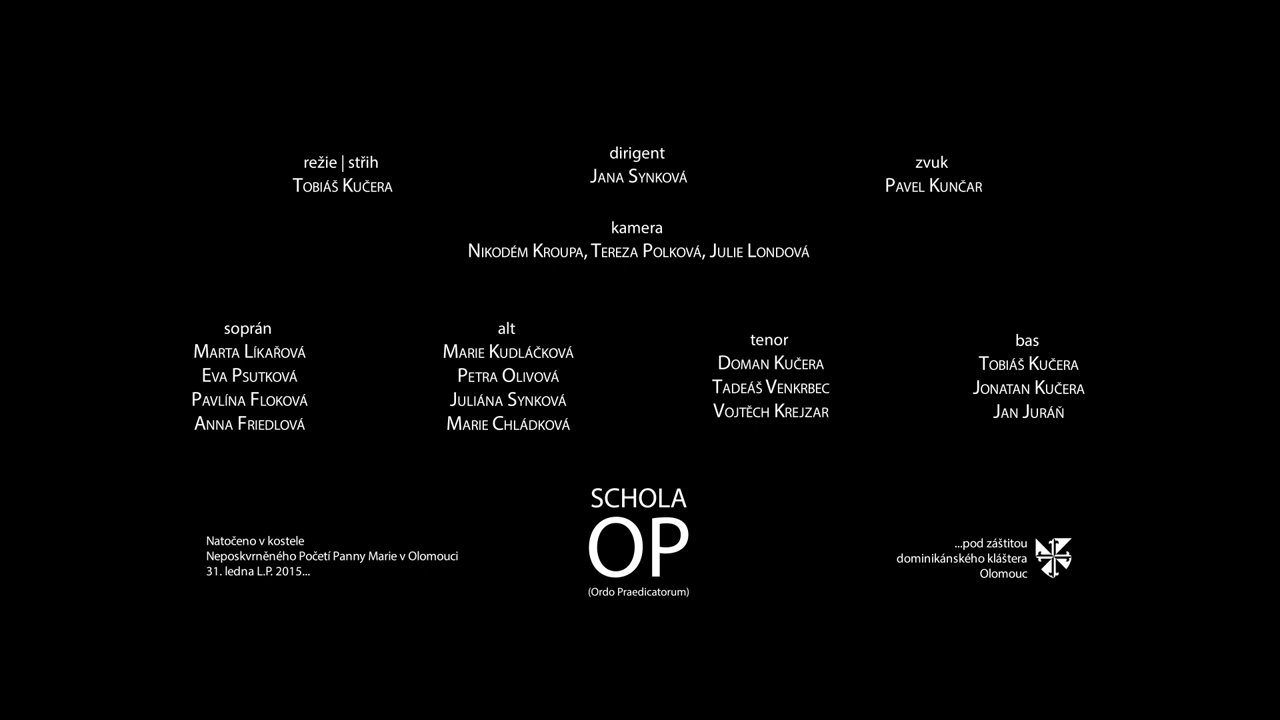 režie | střih
Tobiáš Kučera
dirigent
Jana Synková
zvuk
Pavel Kunčar
kamera
Nikodém Kroupa, Tereza Polková, Julie Londová
soprán
Marta Líkařová
Eva Psutková
Pavlína Floková
Anna Friedlová
alt
Marie Kudláčková
Petra Olivová
Juliána Synková
Marie Chládková
tenor
Doman Kučera
Tadeáš Venkrbec
Vojtěch Krejzar
bas
Tobiáš Kučera
Jonatan Kučera
Jan Juráň
Natočeno v kostele
Neposkvrněného Početí Panny Marie v Olomouci
31. ledna L.P. 2015...
SCHOLA
OP
(Ordo Praedicatorum)
...pod záštitou
dominikánského kláštera
Olomouc